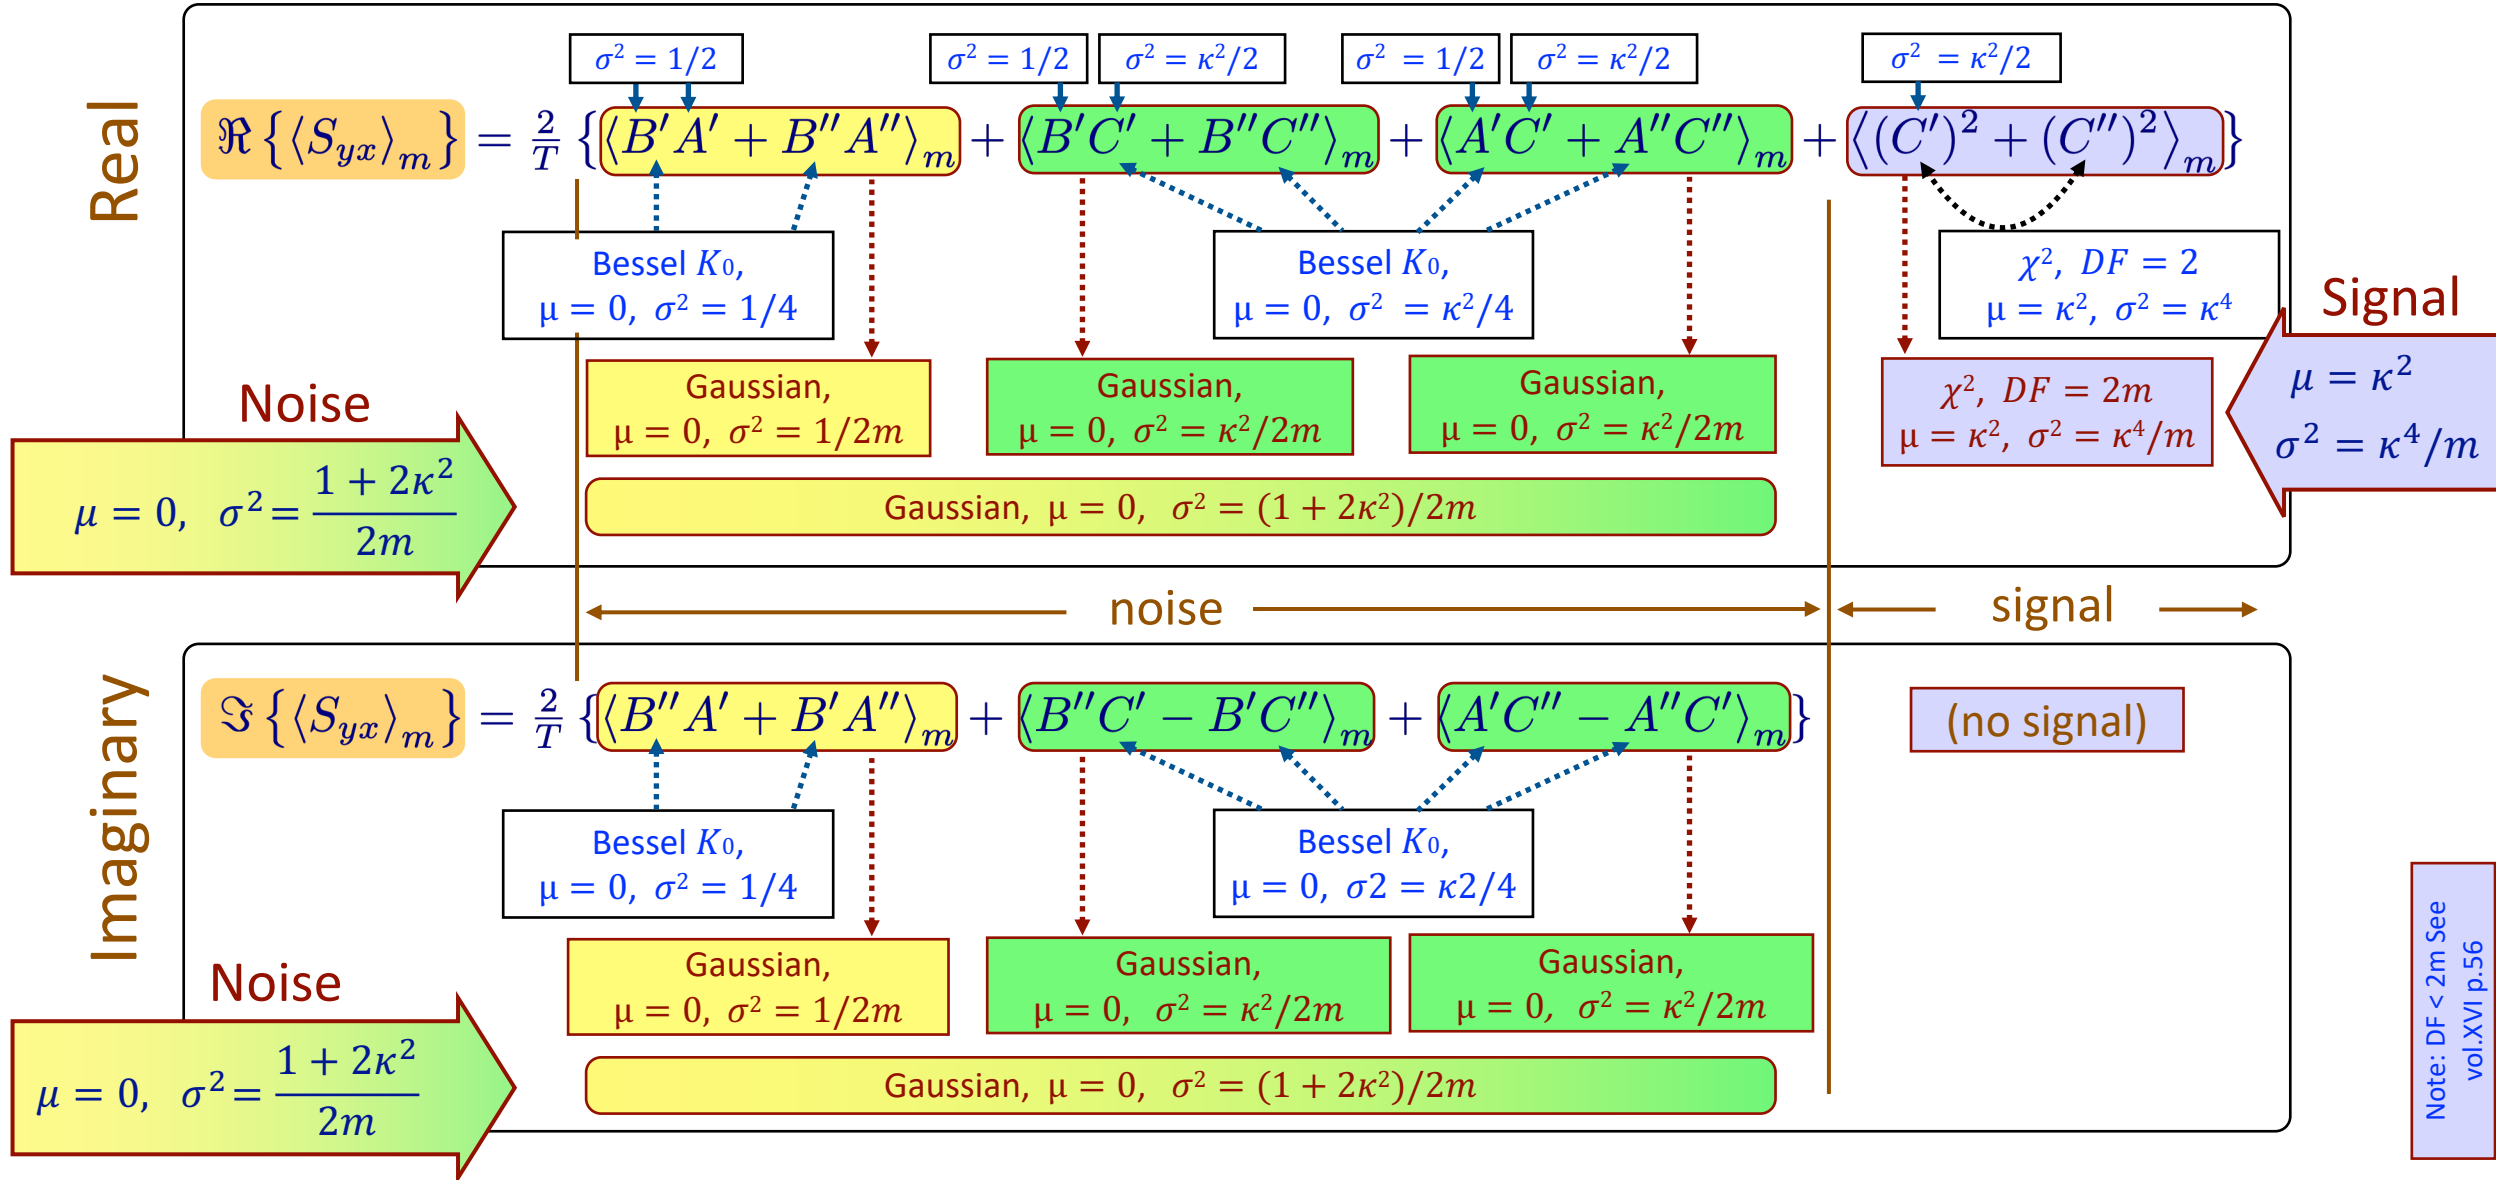 Real
σ² = 1/2
σ² = 1/2
σ² = κ²/2
σ² = 1/2
σ² = κ²/2
σ² = κ²/2
ℜ{⟨S_yx⟩_m} = 2/T {⟨B′A′ + B″A″⟩_m + ⟨B′C′ + B″C″⟩_m + ⟨A′C′ + A″C″⟩_m + ⟨(C′)² + (C″)²⟩_m}
Bessel K₀,
μ = 0, σ² = 1/4
Bessel K₀,
μ = 0, σ² = κ²/4
χ², DF = 2
μ = κ², σ² = κ⁴
Signal
μ = κ²
σ² = κ⁴/m
Noise
μ = 0, σ² = (1 + 2κ²)/2m
Gaussian,
μ = 0, σ² = 1/2m
Gaussian,
μ = 0, σ² = κ²/2m
Gaussian,
μ = 0, σ² = κ²/2m
χ², DF = 2m
μ = κ², σ² = κ⁴/m
Gaussian, μ = 0, σ² = (1 + 2κ²)/2m
noise
signal
Imaginary
ℑ{⟨S_yx⟩_m} = 2/T {⟨B″A′ + B′A″⟩_m + ⟨B″C′ − B′C″⟩_m + ⟨A′C″ − A″C′⟩_m}
(no signal)
Bessel K₀,
μ = 0, σ² = 1/4
Bessel K₀,
μ = 0, σ2 = κ2/4
Noise
μ = 0, σ² = (1 + 2κ²)/2m
Gaussian,
μ = 0, σ² = 1/2m
Gaussian,
μ = 0, σ² = κ²/2m
Gaussian,
μ = 0, σ² = κ²/2m
Gaussian, μ = 0, σ² = (1 + 2κ²)/2m
Note: DF < 2m See
vol.XVI p.56